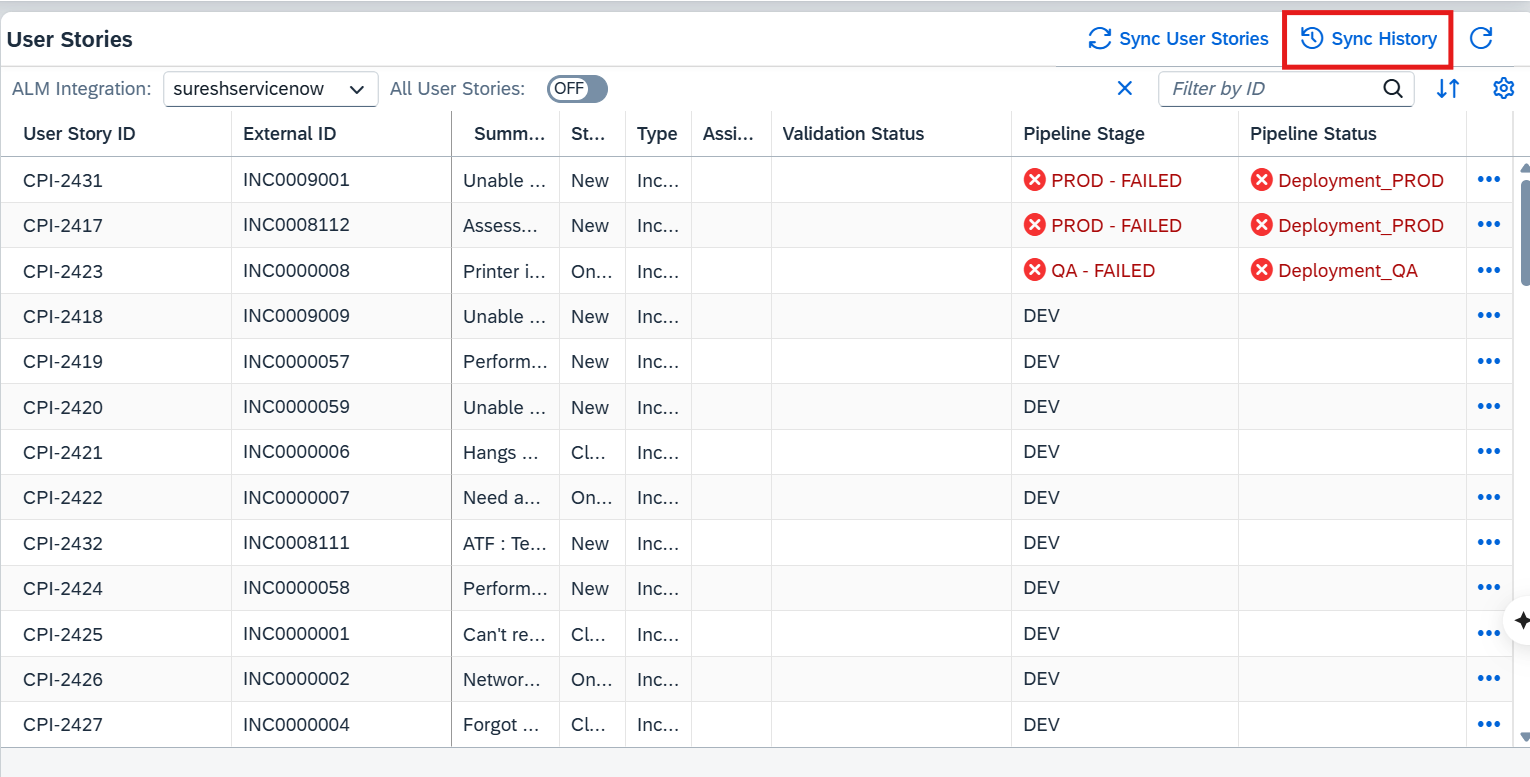 User Stories Sync User Stories Sync History
ALM Integration: sureshservicenow All User Stories: OFF Filter by ID
User Story ID External ID Summ... St... Type Assi... Validation Status Pipeline Stage Pipeline Status
CPI-2431 INC0009001 Unable ... New Inc... PROD - FAILED Deployment_PROD
CPI-2417 INC0008112 Assess... New Inc... PROD - FAILED Deployment_PROD
CPI-2423 INC0000008 Printer i... On... Inc... QA - FAILED Deployment_QA
CPI-2418 INC0009009 Unable ... New Inc... DEV
CPI-2419 INC0000057 Perform... New Inc... DEV
CPI-2420 INC0000059 Unable ... New Inc... DEV
CPI-2421 INC0000006 Hangs ... Cl... Inc... DEV
CPI-2422 INC0000007 Need a... On... Inc... DEV
CPI-2432 INC0008111 ATF : Te... New Inc... DEV
CPI-2424 INC0000058 Perform... New Inc... DEV
CPI-2425 INC0000001 Can't re... Cl... Inc... DEV
CPI-2426 INC0000002 Networ... On... Inc... DEV
CPI-2427 INC0000004 Forgot ... Cl... Inc... DEV